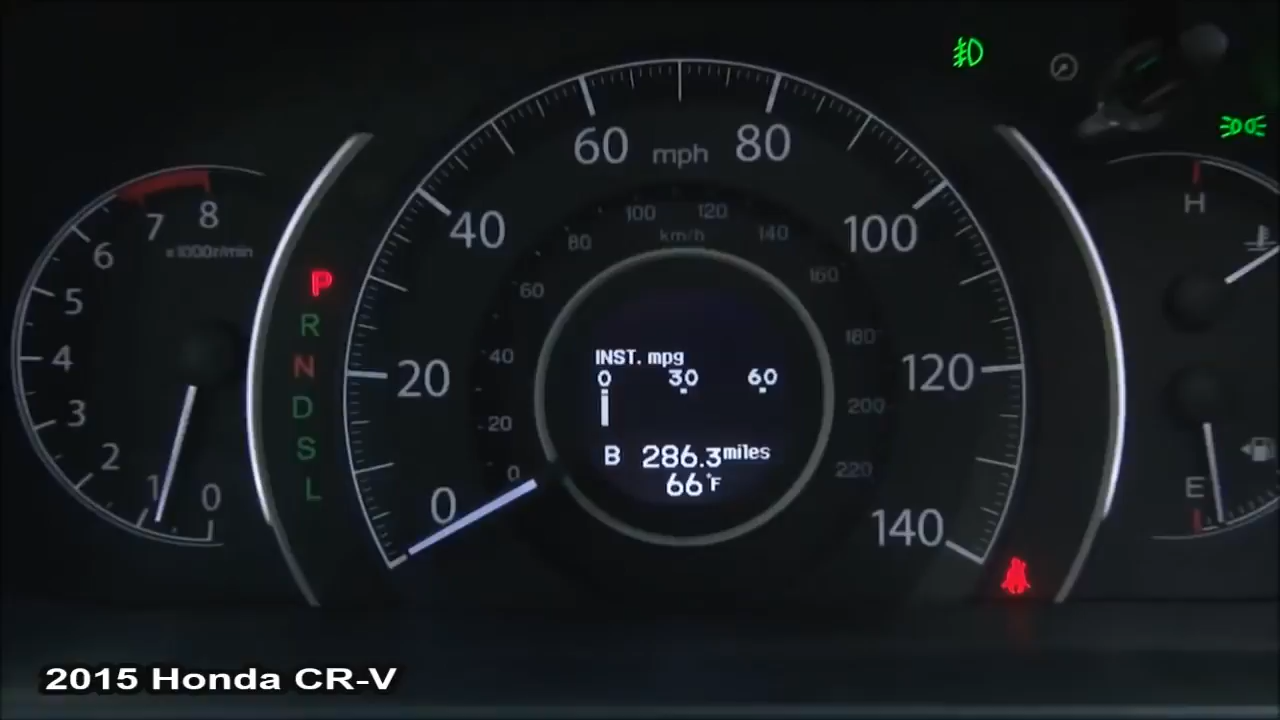 60 mph 80
7 8
x1000r/min
6
5
4
3
2
1
0
P
R
N
D
S
L
40
100
20
120
0
140
100 120
km/h
80
140
60
160
40
180
20
200
0
220
INST. mpg
0 30 60
B 286.3 miles
66°F
H
E
2015 Honda CR-V